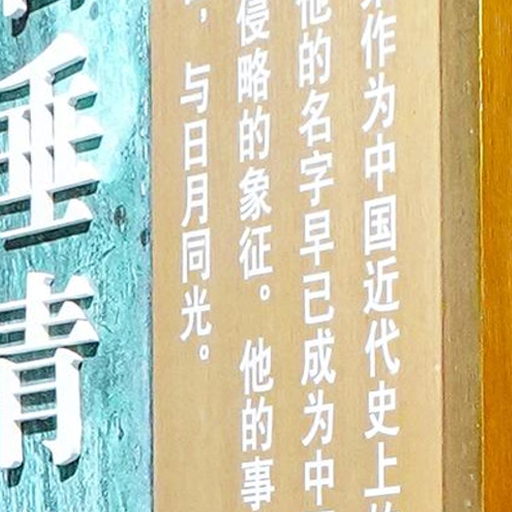 作为中国近代史上
的名字早已成为中
侵略的象征。他的事
，与日月同光。
垂
青